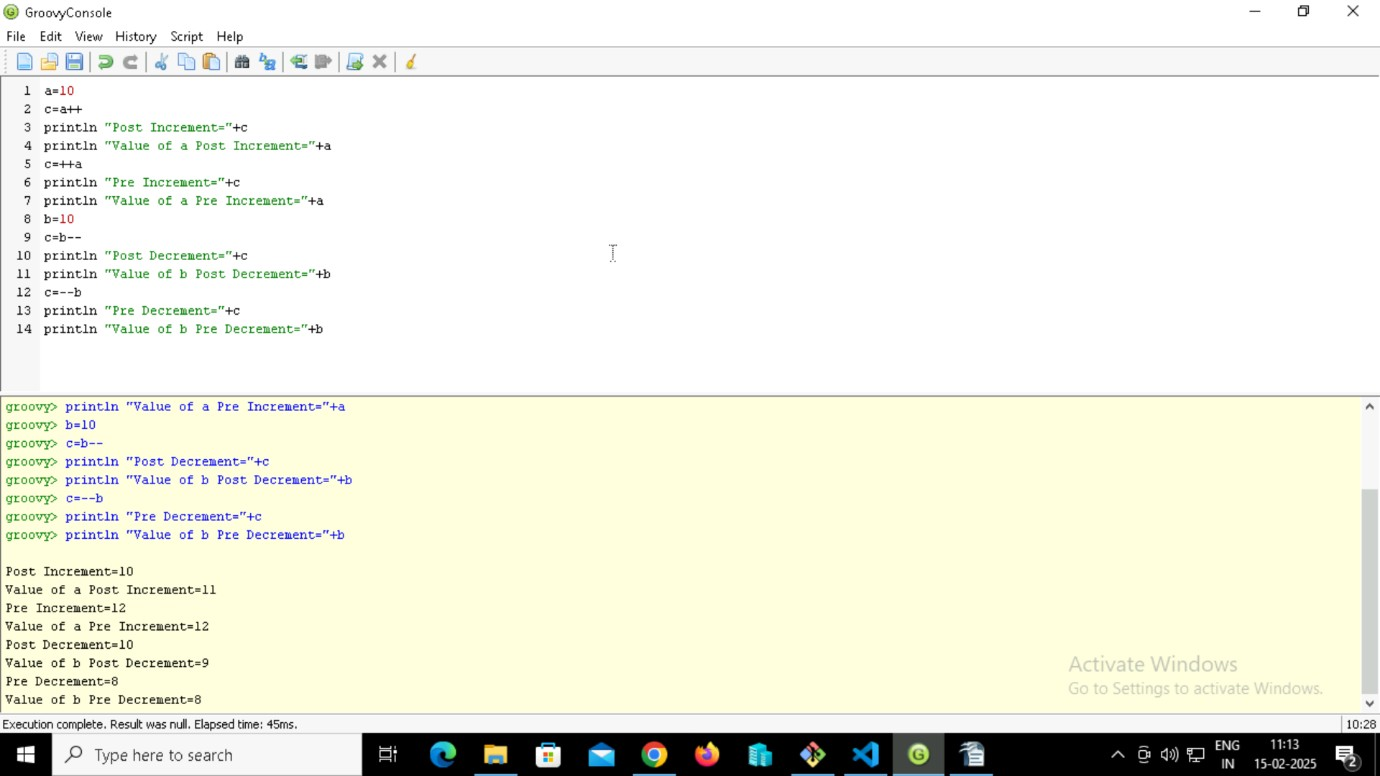 GroovyConsole
File Edit View History Script Help
1 a=10
2 c=a++
3 println "Post Increment="+c
4 println "Value of a Post Increment="+a
5 c=++a
6 println "Pre Increment="+c
7 println "Value of a Pre Increment="+a
8 b=10
9 c=b--
10 println "Post Decrement="+c
11 println "Value of b Post Decrement="+b
12 c=--b
13 println "Pre Decrement="+c
14 println "Value of b Pre Decrement="+b
groovy> println "Value of a Pre Increment="+a
groovy> b=10
groovy> c=b--
groovy> println "Post Decrement="+c
groovy> println "Value of b Post Decrement="+b
groovy> c=--b
groovy> println "Pre Decrement="+c
groovy> println "Value of b Pre Decrement="+b
Post Increment=10
Value of a Post Increment=11
Pre Increment=12
Value of a Pre Increment=12
Post Decrement=10
Value of b Post Decrement=9
Pre Decrement=8
Value of b Pre Decrement=8
Activate Windows
Go to Settings to activate Windows.
Execution complete. Result was null. Elapsed time: 45ms.
10:28
Type here to search
ENG
IN
11:13
15-02-2025
2